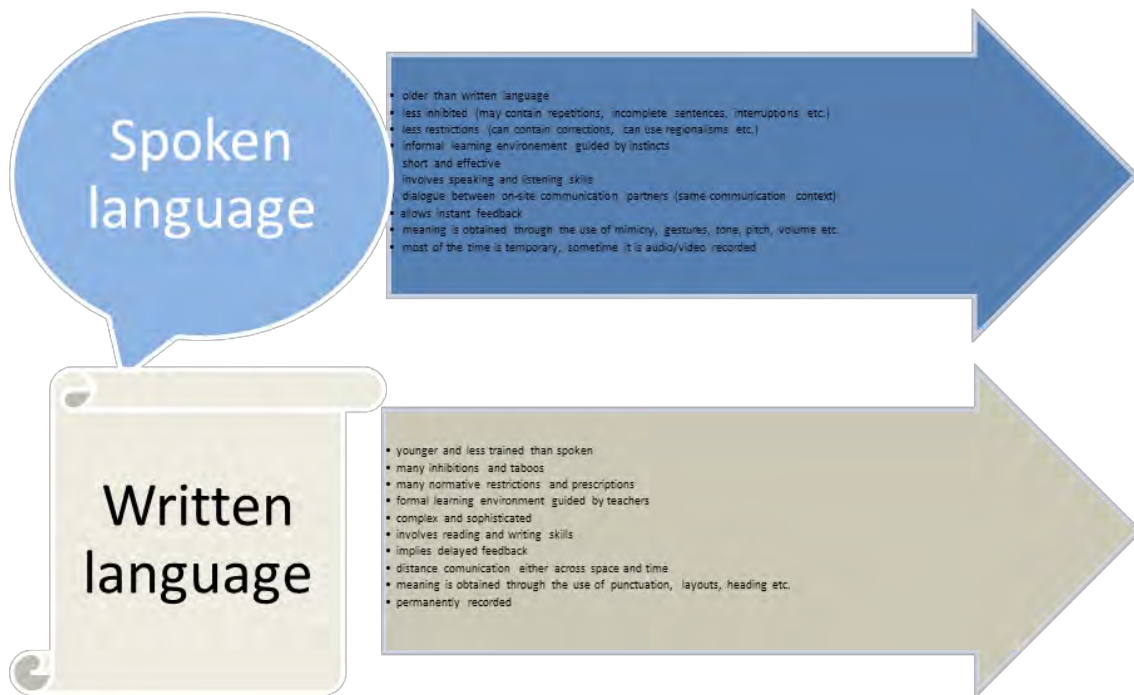 Spoken
language
• older than written language
• less inhibited (may contain repetitions, incomplete sentences, interruptions etc.)
• less restrictions (can contain corrections, can use regionalisms etc.)
• informal learning environement guided by instincts
short and effective
involves speaking and listening skills
dialogue between on-site communication partners (same communication context)
• allows instant feedback
• meaning is obtained through the use of mimicry, gestures, tone, pitch, volume etc.
• most of the time is temporary, sometime it is audio/video recorded
Written
language
• younger and less trained than spoken
• many inhibitions and taboos
• many normative restrictions and prescriptions
• formal learning environment guided by teachers
• complex and sophisticated
• involves reading and writing skills
• implies delayed feedback
• distance comunication either across space and time
• meaning is obtained through the use of punctuation, layouts, heading etc.
• permanently recorded